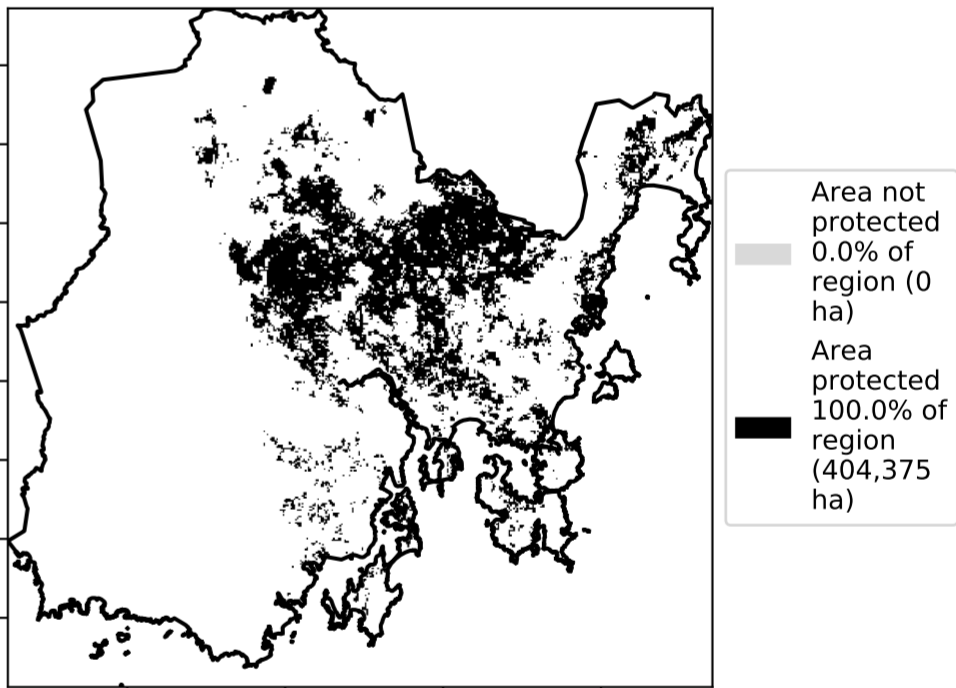 Area not
protected
0.0% of
region (0
ha)
Area
protected
100.0% of
region
(404,375
ha)